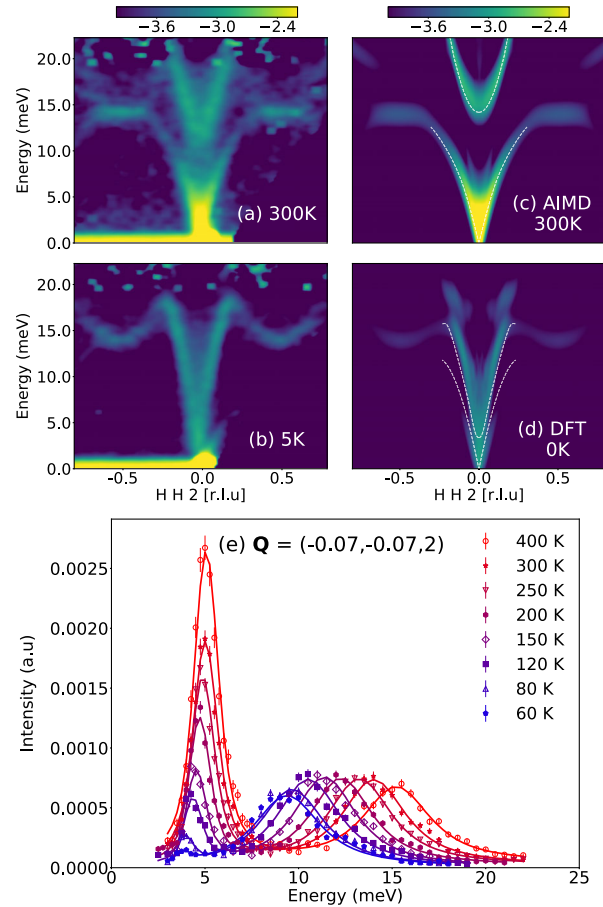 −3.6 −3.0 −2.4 −3.6 −3.0 −2.4
20.0
15.0
10.0
5.0
0.0
Energy (meV)
(a) 300K
(c) AIMD
300K
20.0
15.0
10.0
5.0
0.0
Energy (meV)
(b) 5K
(d) DFT
0K
−0.5 0.0 0.5 −0.5 0.0 0.5
H H 2 [r.l.u] H H 2 [r.l.u]
(e) Q = (-0.07,-0.07,2)
400 K
300 K
250 K
200 K
150 K
120 K
80 K
60 K
0.0025
0.0020
0.0015
0.0010
0.0005
0.0000
Intensity (a.u)
0 5 10 15 20 25
Energy (meV)